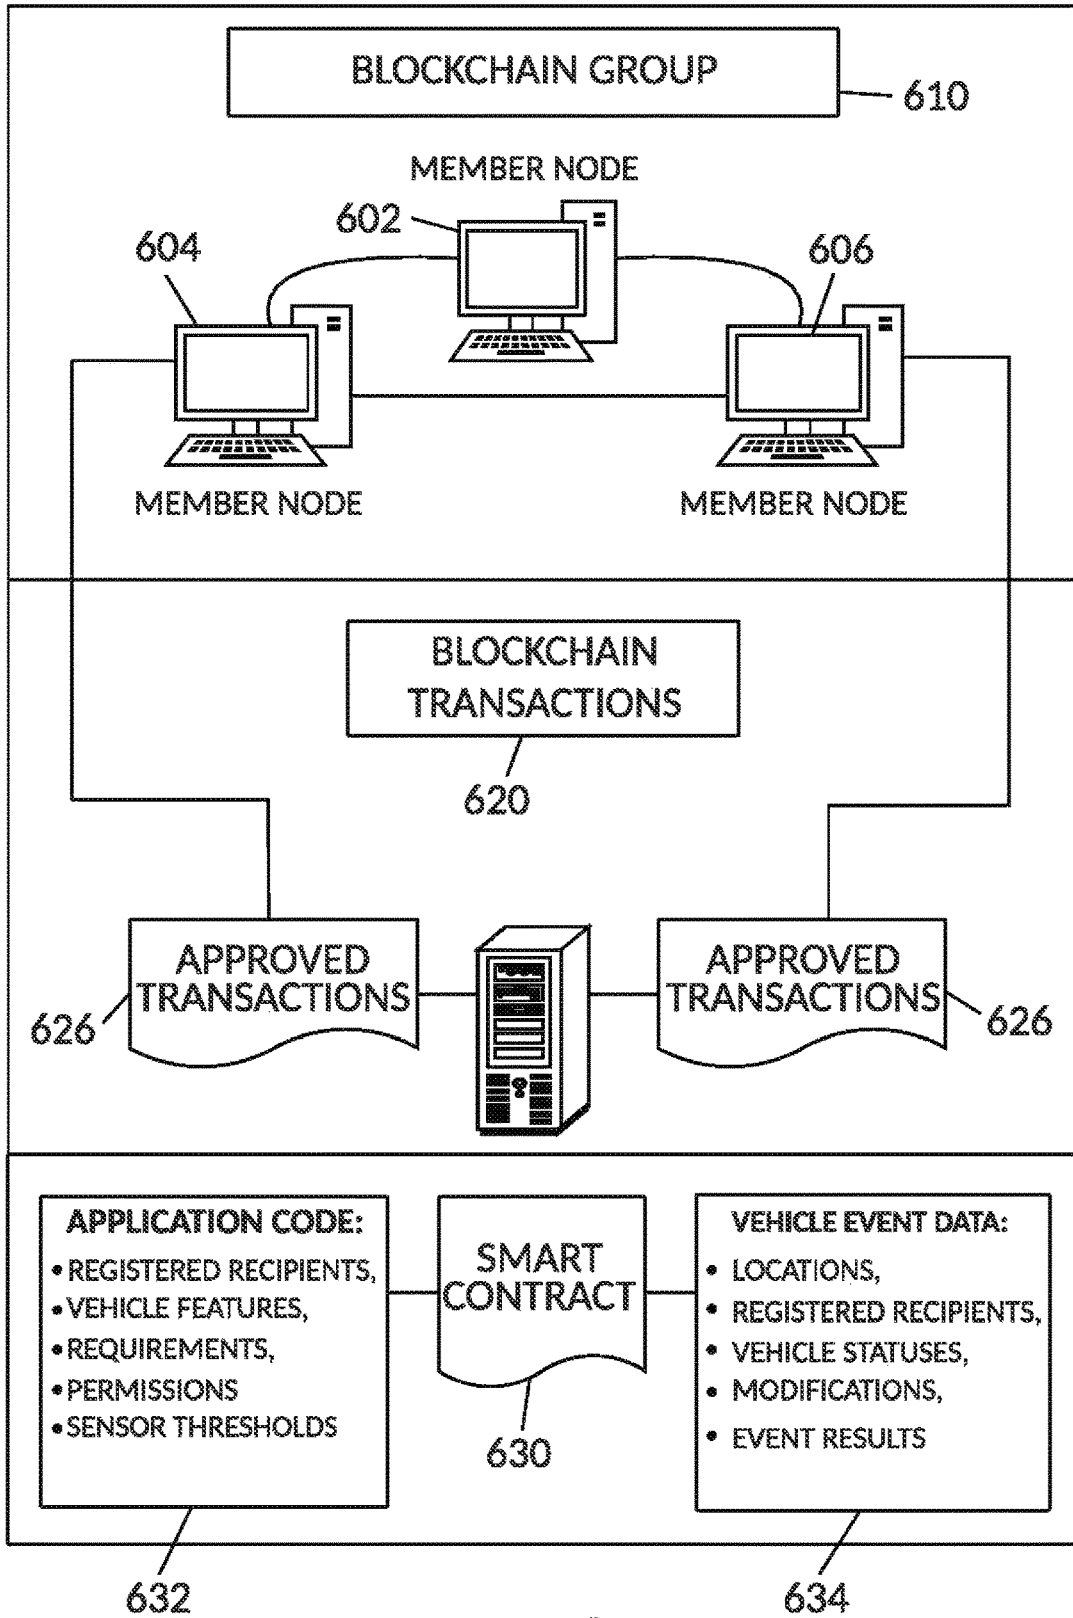 BLOCKCHAIN GROUP
610
MEMBER NODE
602
604
606
MEMBER NODE
MEMBER NODE
BLOCKCHAIN
TRANSACTIONS
620
APPROVED
TRANSACTIONS
626
APPROVED
TRANSACTIONS
626
APPLICATION CODE:
• REGISTERED RECIPIENTS,
• VEHICLE FEATURES,
• REQUIREMENTS,
• PERMISSIONS
• SENSOR THRESHOLDS
632
SMART
CONTRACT
630
VEHICLE EVENT DATA:
• LOCATIONS,
• REGISTERED RECIPIENTS,
• VEHICLE STATUSES,
• MODIFICATIONS,
• EVENT RESULTS
634